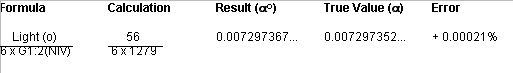 Formula Calculation Result (αᴼ) True Value (α) Error
Light (o) 56 0.007297367... 0.007297352... + 0.00021%
6 x G1:2(NIV) 6 x 1279